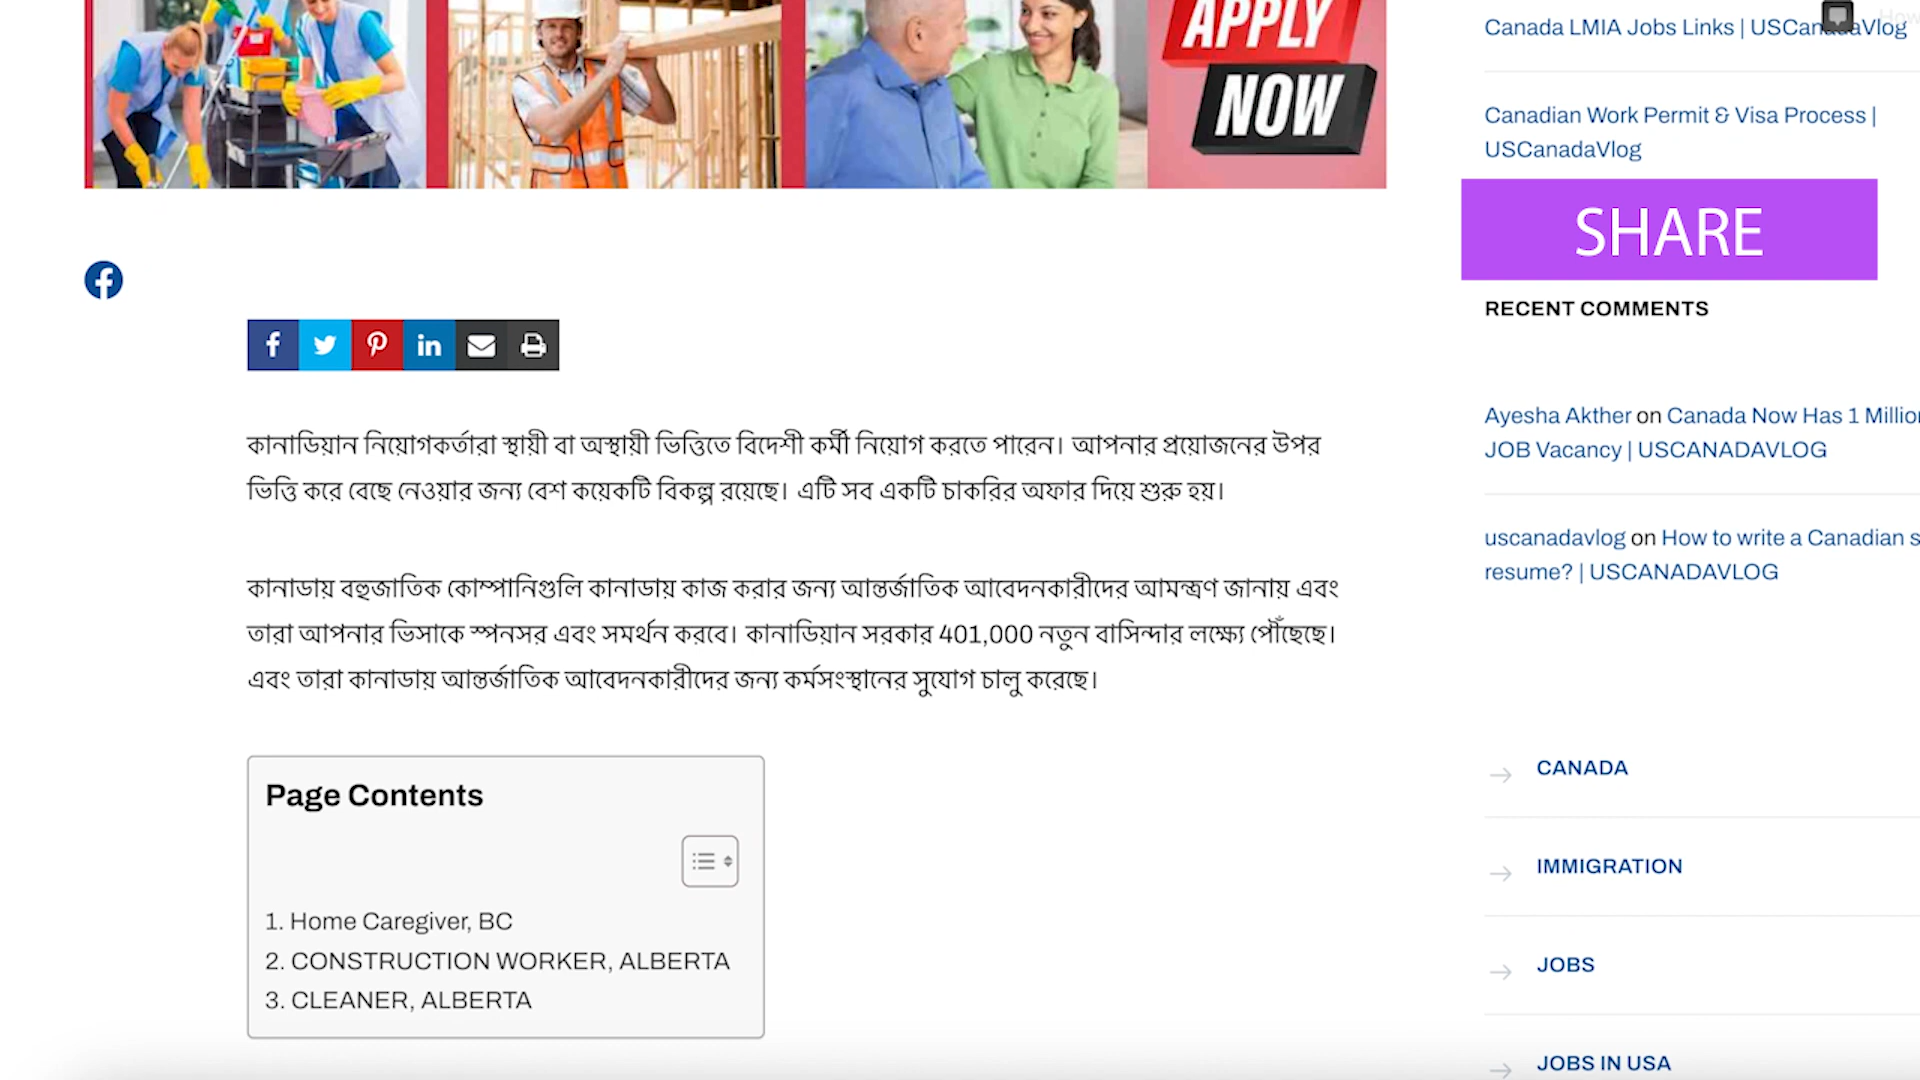 APPLY
NOW
Canada LMIA Jobs Links | USCanadaVlog
Canadian Work Permit & Visa Process |
USCanadaVlog
SHARE
RECENT COMMENTS
Ayesha Akther on Canada Now Has 1 Million
JOB Vacancy | USCANADAVLOG
uscanadavlog on How to write a Canadian s
resume? | USCANADAVLOG
কানাডিয়ান নিয়োগকর্তারা স্থায়ী বা অস্থায়ী ভিত্তিতে বিদেশী কর্মী নিয়োগ করতে পারেন। আপনার প্রয়োজনের উপর
ভিত্তি করে বেছে নেওয়ার জন্য বেশ কয়েকটি বিকল্প রয়েছে। এটি সব একটি চাকরির অফার দিয়ে শুরু হয়।
কানাডায় বহুজাতিক কোম্পানিগুলি কানাডায় কাজ করার জন্য আন্তর্জাতিক আবেদনকারীদের আমন্ত্রণ জানায় এবং
তারা আপনার ভিসাকে স্পনসর এবং সমর্থন করবে। কানাডিয়ান সরকার 401,000 নতুন বাসিন্দার লক্ষ্যে পৌঁছেছে।
এবং তারা কানাডায় আন্তর্জাতিক আবেদনকারীদের জন্য কর্মসংস্থানের সুযোগ চালু করেছে।
Page Contents
1. Home Caregiver, BC
2. CONSTRUCTION WORKER, ALBERTA
3. CLEANER, ALBERTA
CANADA
IMMIGRATION
JOBS
JOBS IN USA